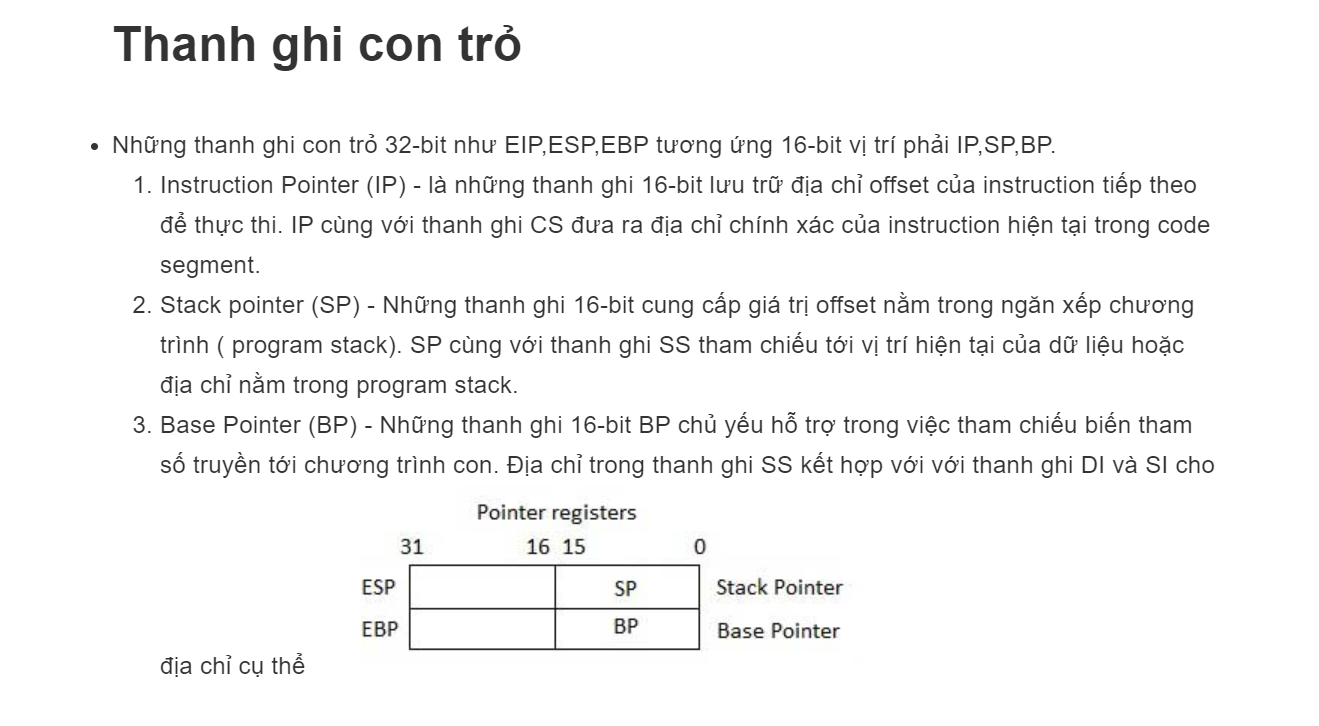 Thanh ghi con trỏ
• Những thanh ghi con trỏ 32-bit như EIP,ESP,EBP tương ứng 16-bit vị trí phải IP,SP,BP.
1. Instruction Pointer (IP) - là những thanh ghi 16-bit lưu trữ địa chỉ offset của instruction tiếp theo
để thực thi. IP cùng với thanh ghi CS đưa ra địa chỉ chính xác của instruction hiện tại trong code
segment.
2. Stack pointer (SP) - Những thanh ghi 16-bit cung cấp giá trị offset nằm trong ngăn xếp chương
trình ( program stack). SP cùng với thanh ghi SS tham chiếu tới vị trí hiện tại của dữ liệu hoặc
địa chỉ nằm trong program stack.
3. Base Pointer (BP) - Những thanh ghi 16-bit BP chủ yếu hỗ trợ trong việc tham chiếu biến tham
số truyền tới chương trình con. Địa chỉ trong thanh ghi SS kết hợp với với thanh ghi DI và SI cho
Pointer registers
31 16 15 0
ESP SP Stack Pointer
EBP BP Base Pointer
địa chỉ cụ thể